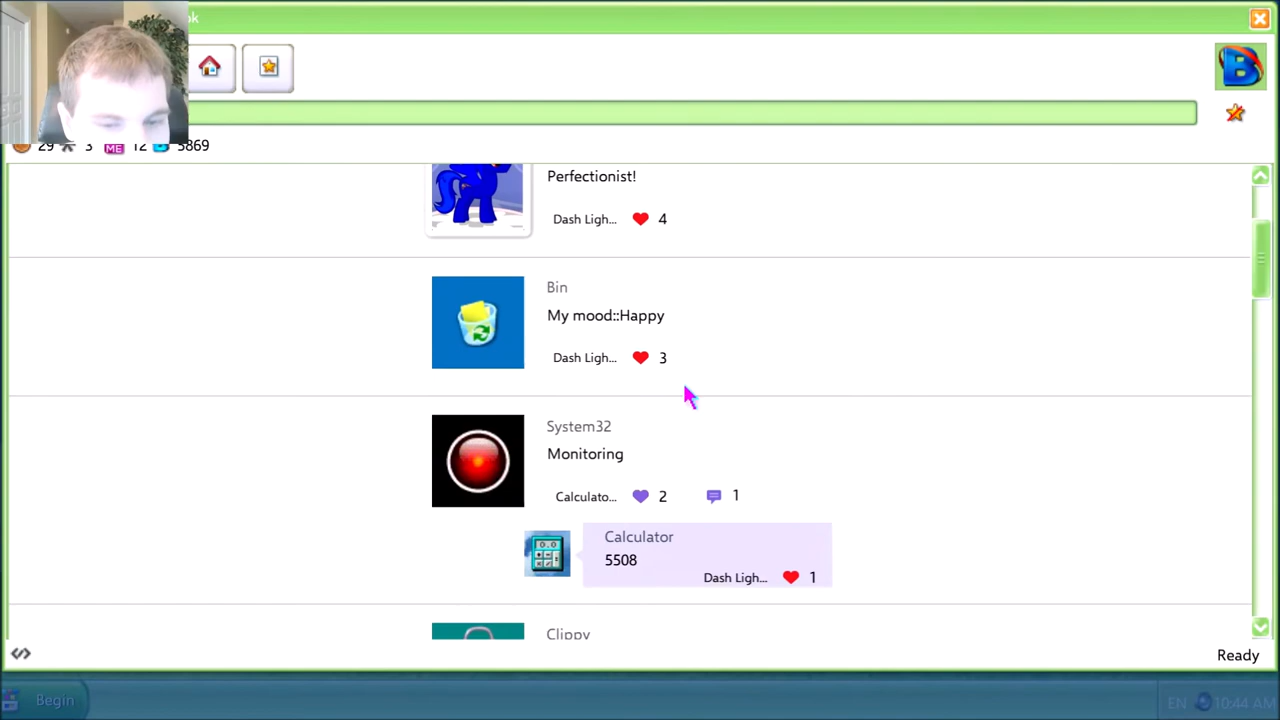 29 3 ME 12 5869
Perfectionist!
Dash Ligh... 4
Bin
My mood::Happy
Dash Ligh... 3
System32
Monitoring
Calculato... 2 1
Calculator
5508
Dash Ligh... 1
Clippy
Ready
Begin EN 10:44 AM